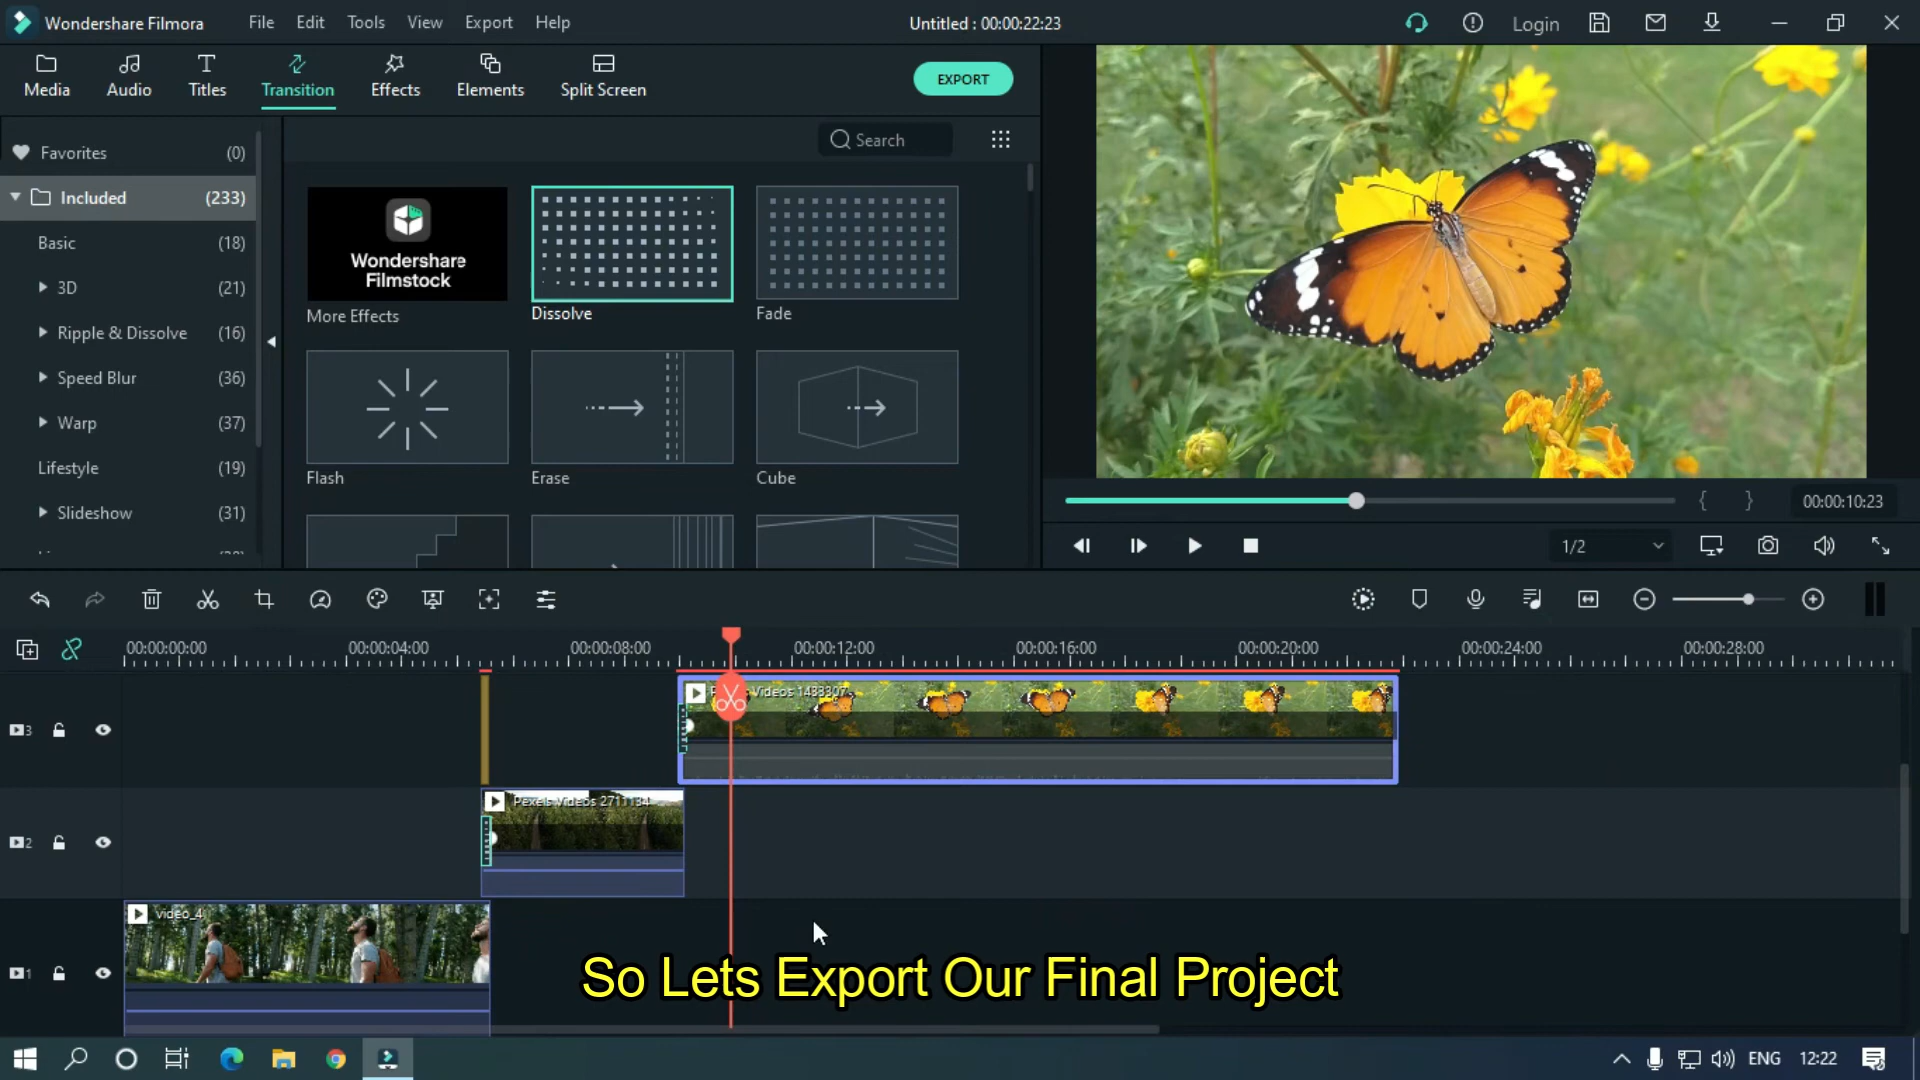 Wondershare Filmora
File Edit Tools View Export Help
Untitled : 00:00:22:23
Login
Media Audio Titles Transition Effects Elements Split Screen
EXPORT
Favorites (0)
Included (233)
Basic (18)
3D (21)
Ripple & Dissolve (16)
Speed Blur (36)
Warp (37)
Lifestyle (19)
Slideshow (31)
Search
Wondershare
Filmstock
More Effects
Dissolve
Fade
Flash
Erase
Cube
00:00:10:23
1/2
00:00:00:00 00:00:04:00 00:00:08:00 00:00:12:00 00:00:16:00 00:00:20:00 00:00:24:00 00:00:28:00
3
Videos 1433307
2
Pexels Videos 2711134
1
video_4
So Lets Export Our Final Project
ENG
12:22